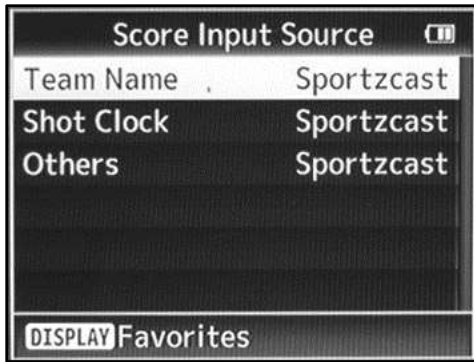 Score Input Source
Team Name Sportzcast
Shot Clock Sportzcast
Others Sportzcast
DISPLAY Favorites